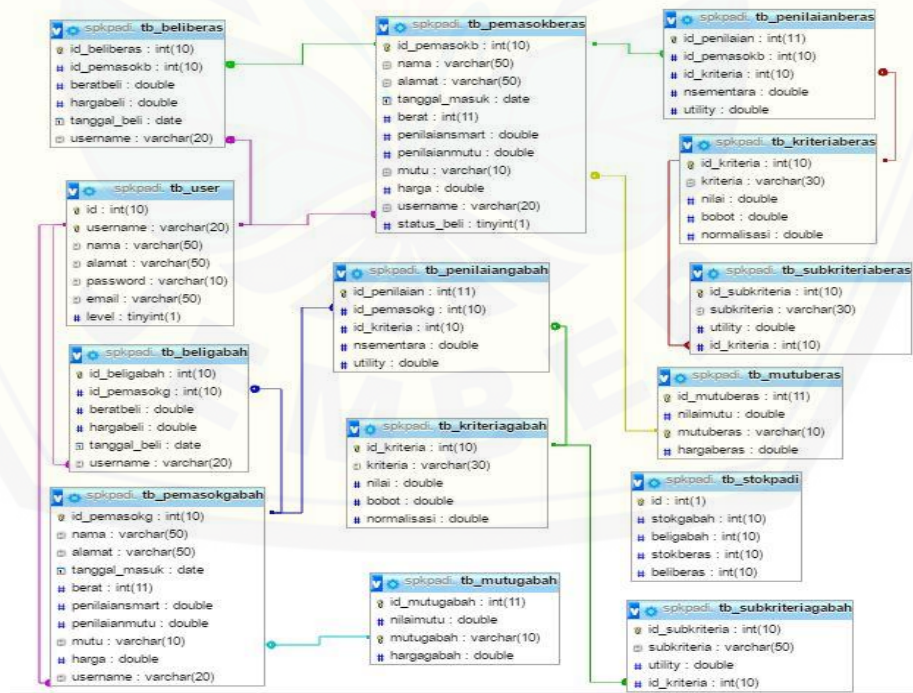 spkpadi. tb_beliberas
id_beliberas : int(10)
id_pemasokb : int(10)
beratbeli : double
hargabeli : double
tanggal_beli : date
username : varchar(20)
spkpadi. tb_pemasokberas
id_pemasokb : int(10)
nama : varchar(50)
alamat : varchar(50)
tanggal_masuk : date
berat : int(11)
penilaiansmart : double
penilaianmutu : double
mutu : varchar(10)
harga : double
username : varchar(20)
status_beli : tinyint(1)
spkpadi. tb_penilaianberas
id_penilaian : int(11)
id_pemasokb : int(10)
id_kriteria : int(10)
nsementara : double
utility : double
spkpadi. tb_kriteriaberas
id_kriteria : int(10)
kriteria : varchar(30)
nilai : double
bobot : double
normalisasi : double
spkpadi. tb_user
id : int(10)
username : varchar(20)
nama : varchar(50)
alamat : varchar(50)
password : varchar(10)
email : varchar(50)
level : tinyint(1)
spkpadi. tb_penilaiangabah
id_penilaian : int(11)
id_pemasokg : int(10)
id_kriteria : int(10)
nsementara : double
utility : double
spkpadi. tb_subkriteriaberas
id_subkriteria : int(10)
subkriteria : varchar(30)
utility : double
id_kriteria : int(10)
spkpadi. tb_beligabah
id_beligabah : int(10)
id_pemasokg : int(10)
beratbeli : double
hargabeli : double
tanggal_beli : date
username : varchar(20)
spkpadi. tb_kriteriagabah
id_kriteria : int(10)
kriteria : varchar(30)
nilai : double
bobot : double
normalisasi : double
spkpadi. tb_mutuberas
id_mutuberas : int(11)
nilaimutu : double
mutuberas : varchar(10)
hargaberas : double
spkpadi. tb_stokpadi
id : int(1)
stokgabah : int(10)
beligabah : int(10)
stokberas : int(10)
beliberas : int(10)
spkpadi. tb_pemasokgabah
id_pemasokg : int(10)
nama : varchar(50)
alamat : varchar(50)
tanggal_masuk : date
berat : int(11)
penilaiansmart : double
penilaianmutu : double
mutu : varchar(10)
harga : double
username : varchar(20)
spkpadi. tb_mutugabah
id_mutugabah : int(11)
nilaimutu : double
mutugabah : varchar(10)
hargagabah : double
spkpadi. tb_subkriteriagabah
id_subkriteria : int(10)
subkriteria : varchar(50)
utility : double
id_kriteria : int(10)